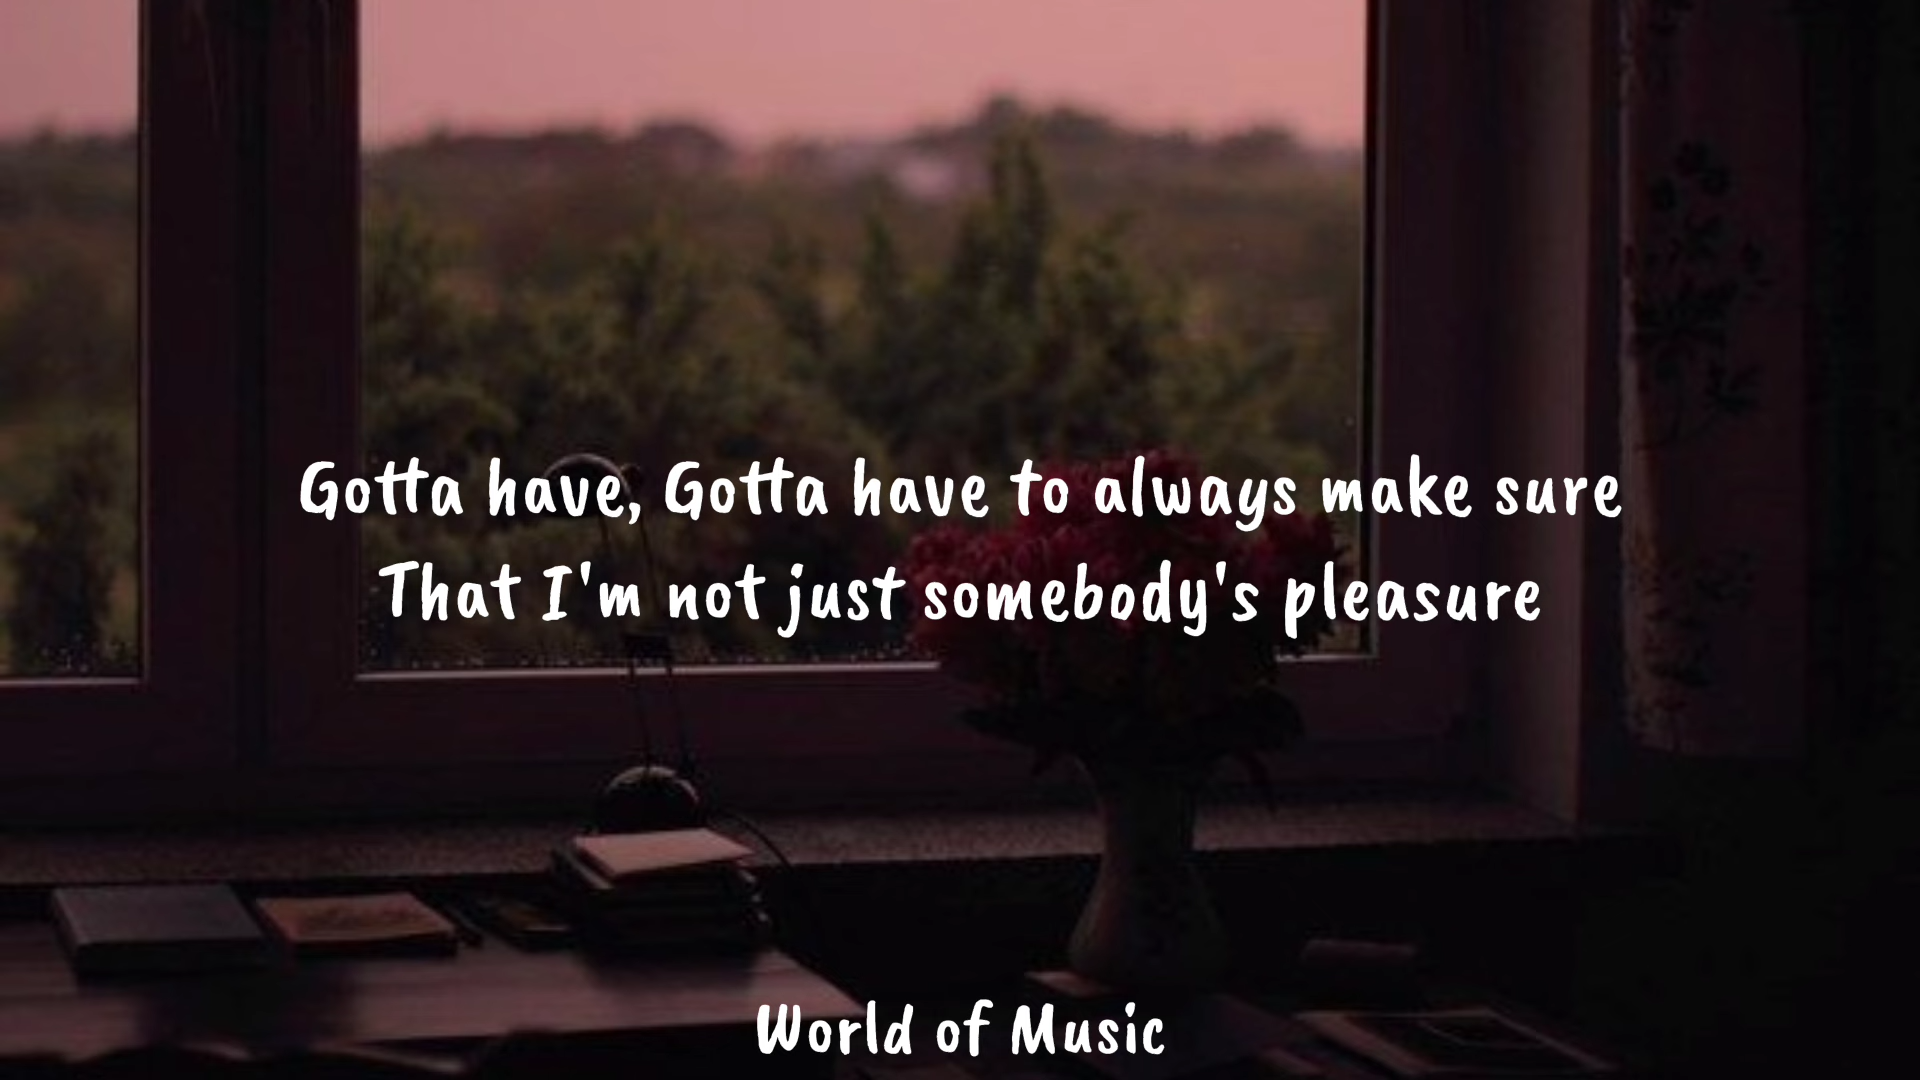 Gotta have, Gotta have to always make sure
That I'm not just somebody's pleasure
World of Music